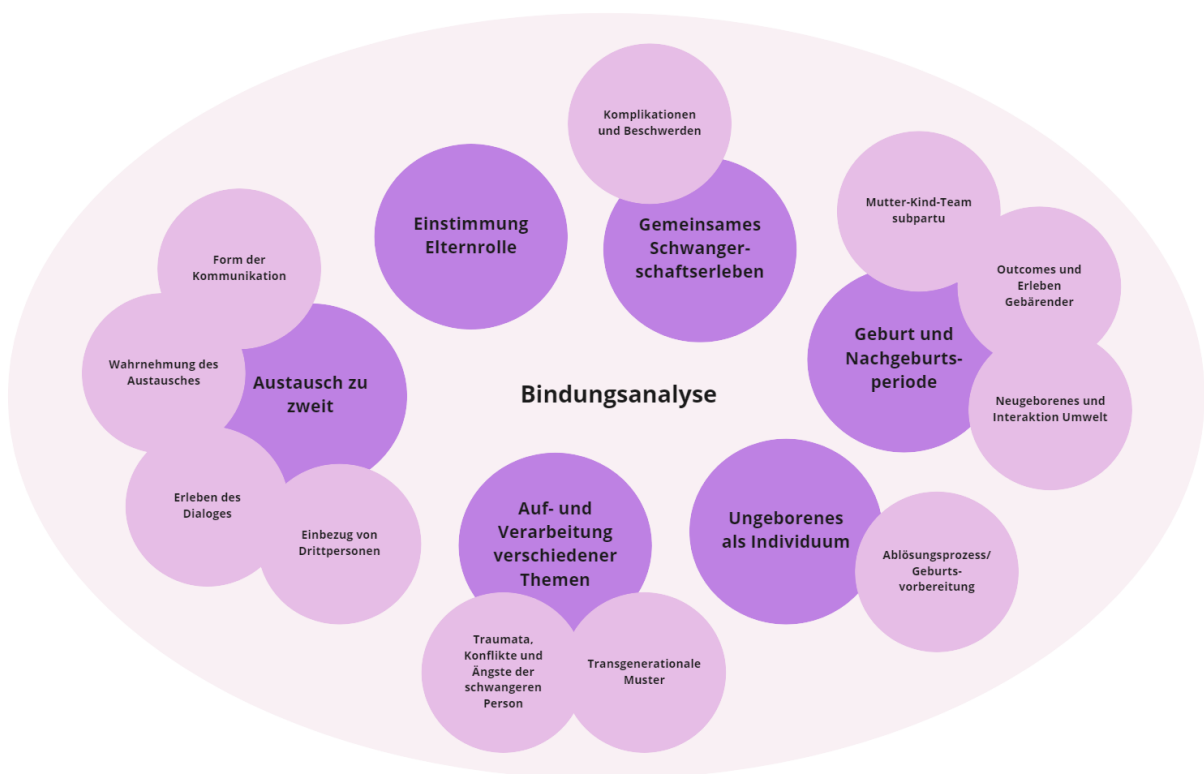 Komplikationen
und Beschwerden
Einstimmung
Elternrolle
Gemeinsames
Schwanger-
schaftserleben
Mutter-Kind-Team
subpartu
Outcomes und
Erleben
Gebärender
Geburt und
Nachgeburts-
periode
Neugeborenes und
Interaktion Umwelt
Form der
Kommunikation
Wahrnehmung des
Austausches
Austausch zu
zweit
Erleben des
Dialoges
Einbezug von
Drittpersonen
Bindungsanalyse
Auf- und
Verarbeitung
verschiedener
Themen
Traumata,
Konflikte und
Ängste der
schwangeren
Person
Transgenerationale
Muster
Ungeborenes
als Individuum
Ablösungsprozess/
Geburts-
vorbereitung